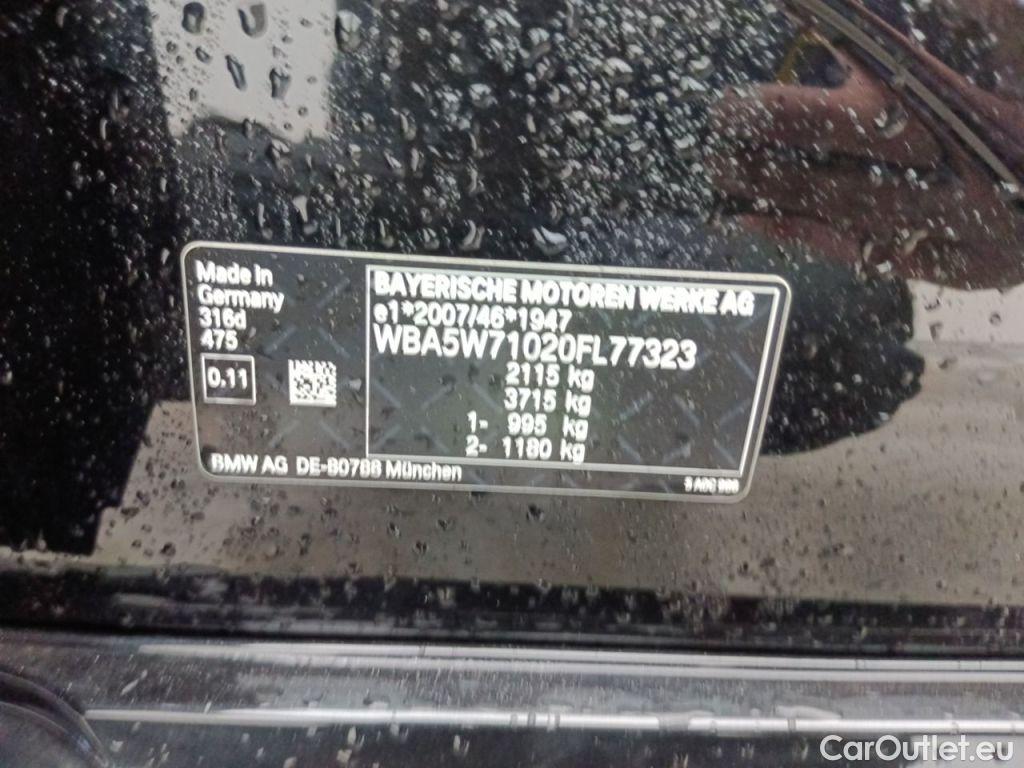 Made in
Germany
316d
475
0.11
BAYERISCHE MOTOREN WERKE AG
e1*2007/46*1947
WBA5W71020FL77323
2115 kg
3715 kg
1- 995 kg
2- 1180 kg
BMW AG DE-80788 München
CarOutlet.eu